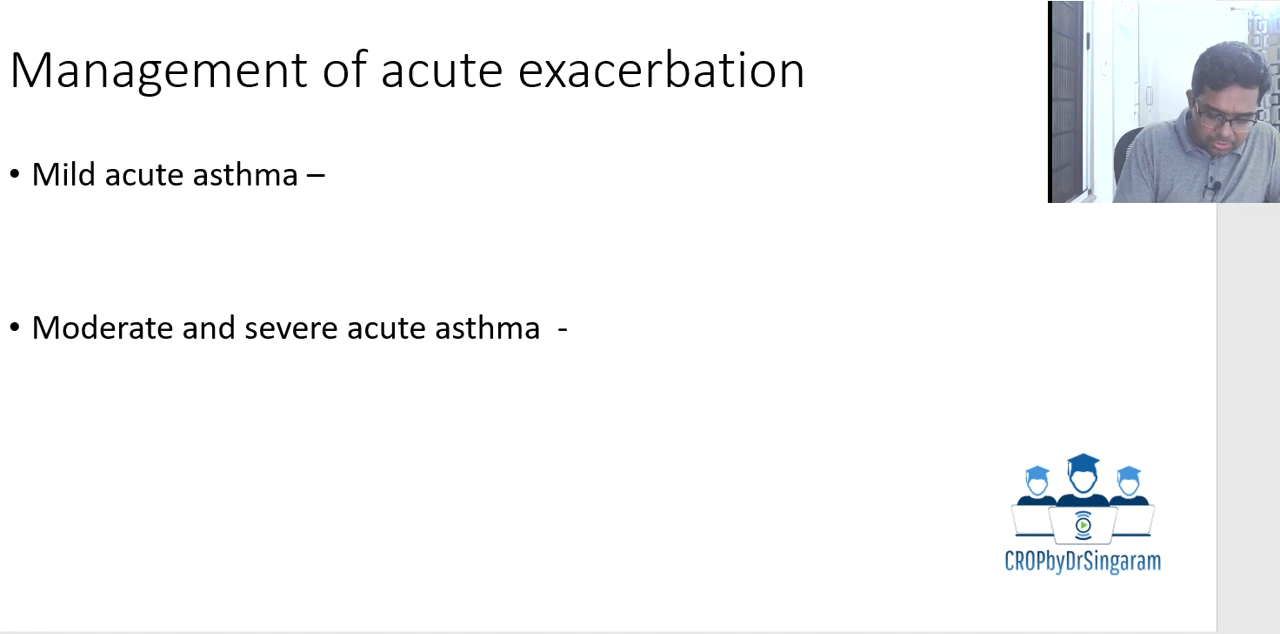 Management of acute exacerbation
• Mild acute asthma –
• Moderate and severe acute asthma -
CROPbyDrSingaram